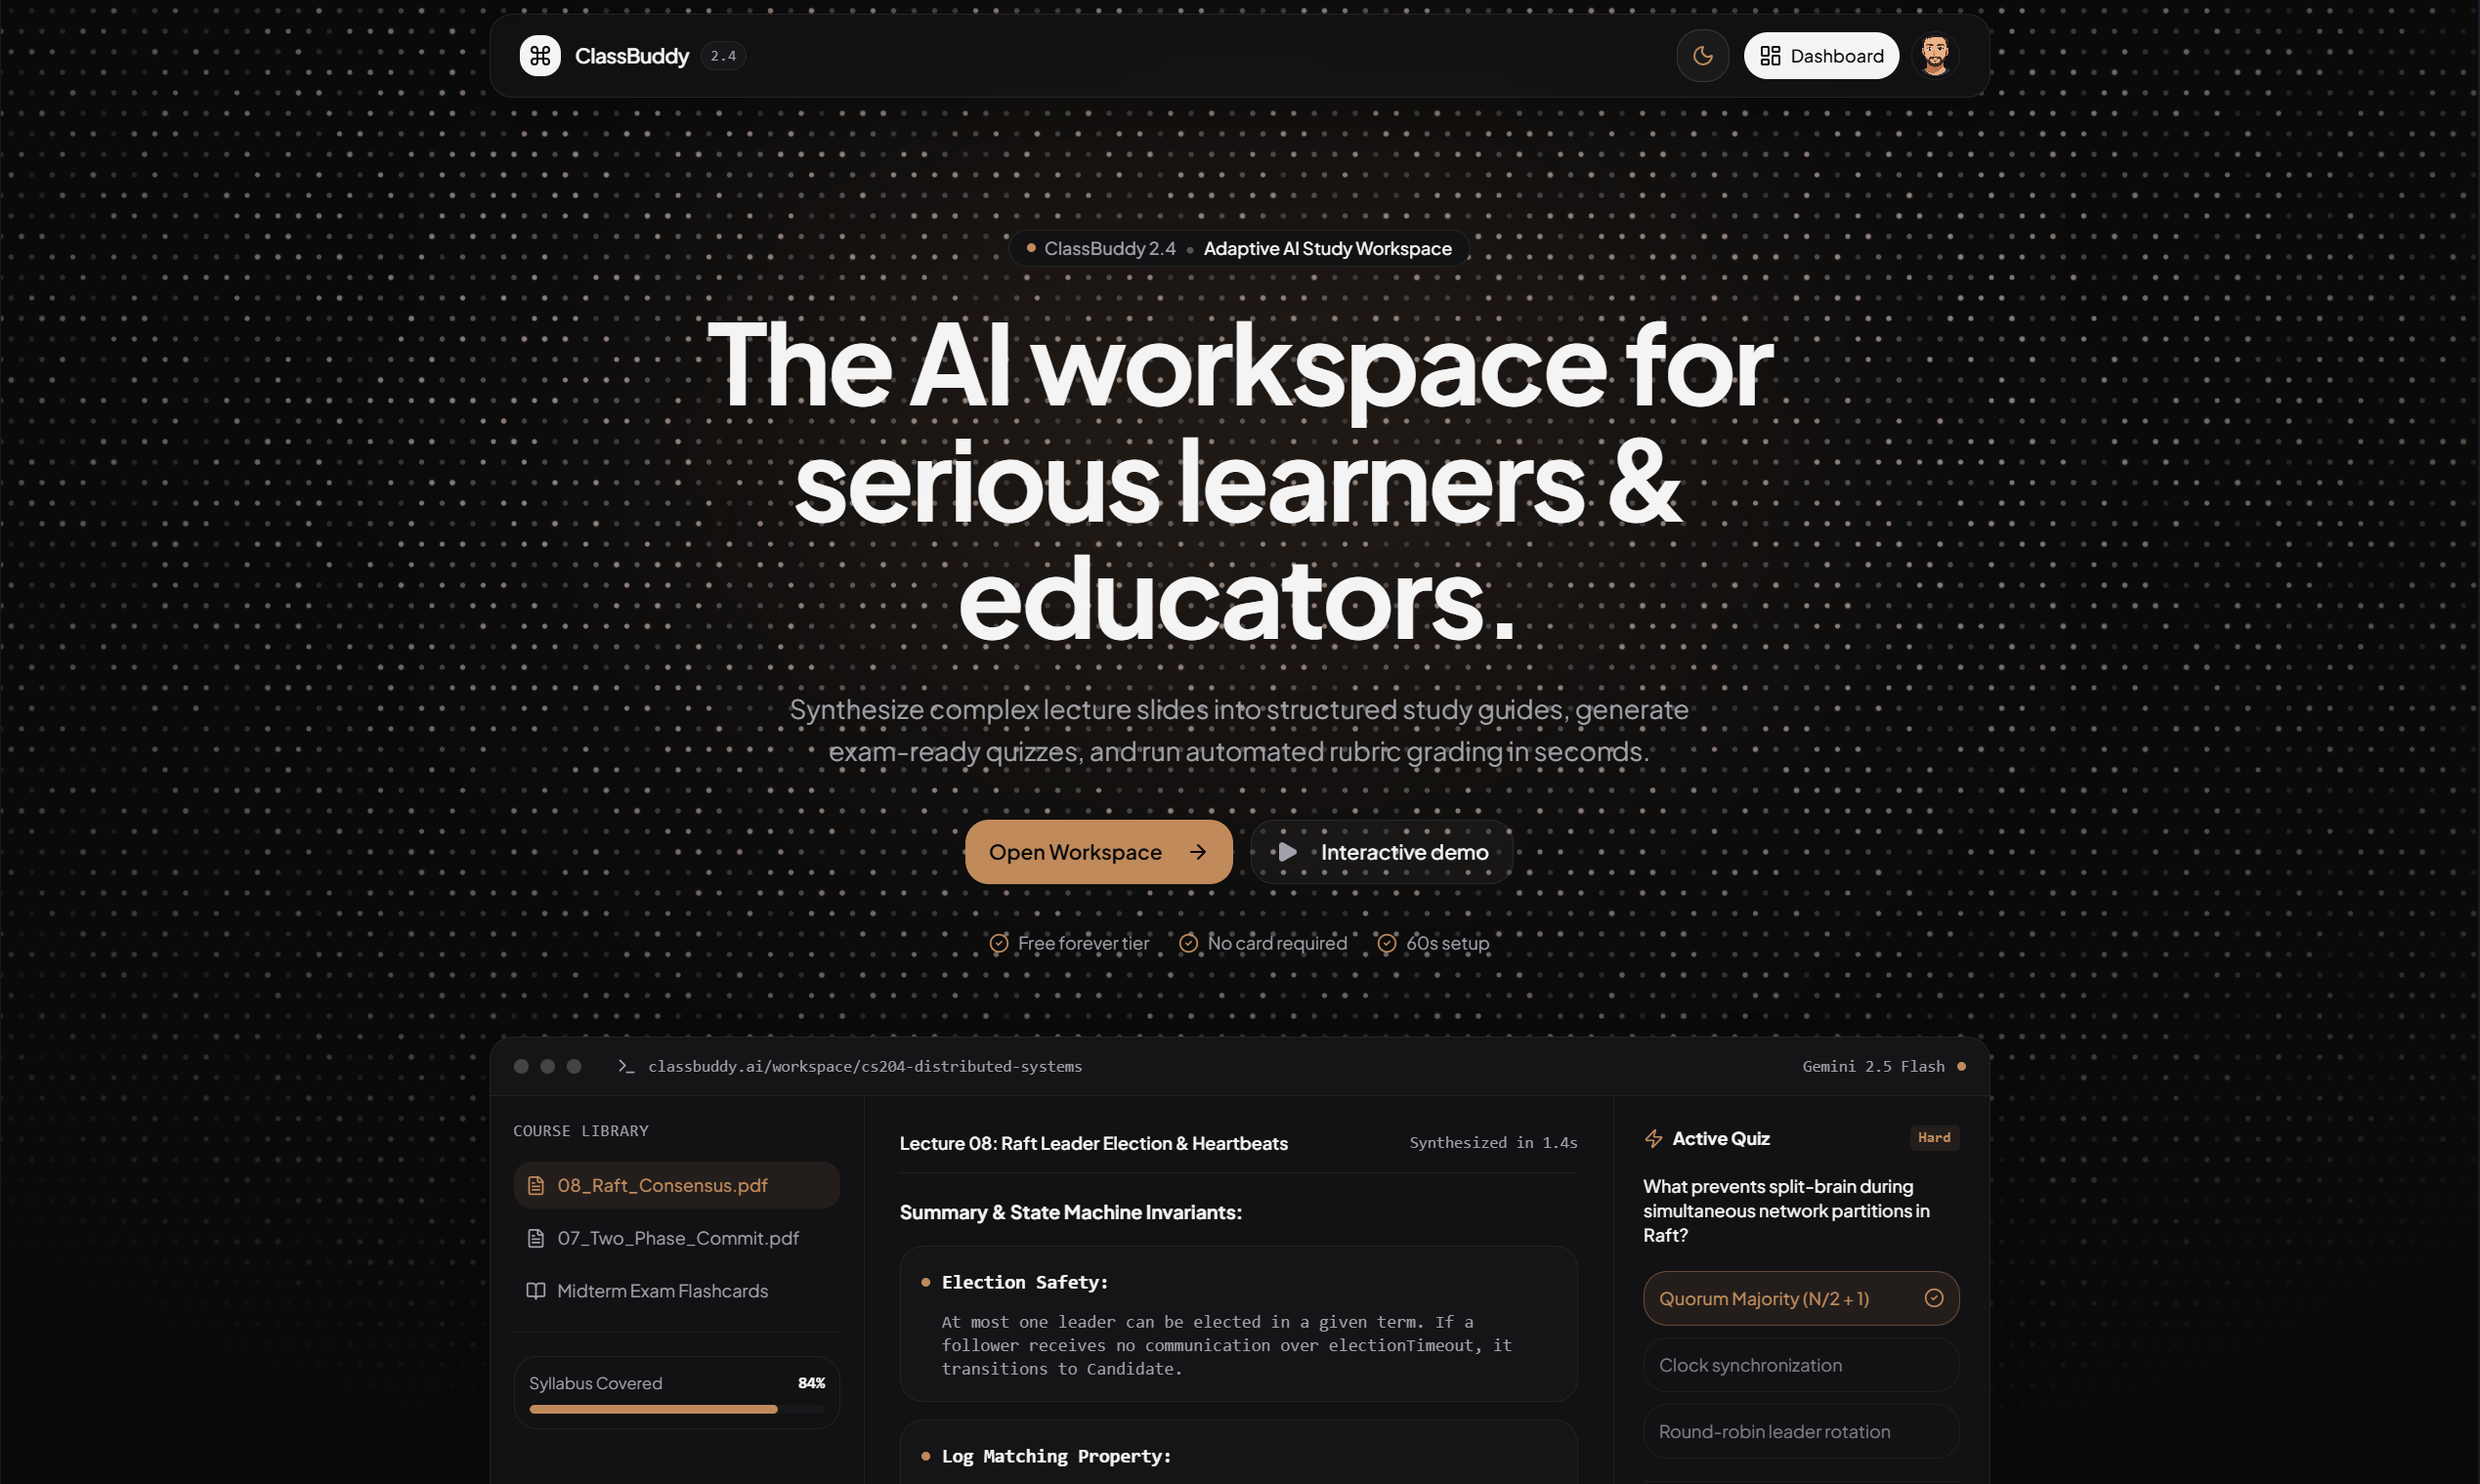 ClassBuddy 2.4
Dashboard
ClassBuddy 2.4 • Adaptive AI Study Workspace
The AI workspace for
serious learners &
educators.
Synthesize complex lecture slides into structured study guides, generate
exam-ready quizzes, and run automated rubric grading in seconds.
Open Workspace
Interactive demo
Free forever tier
No card required
60s setup
classbuddy.ai/workspace/cs204-distributed-systems
Gemini 2.5 Flash
COURSE LIBRARY
08_Raft_Consensus.pdf
07_Two_Phase_Commit.pdf
Midterm Exam Flashcards
Syllabus Covered 84%
Lecture 08: Raft Leader Election & Heartbeats
Synthesized in 1.4s
Summary & State Machine Invariants:
Election Safety:
At most one leader can be elected in a given term. If a
follower receives no communication over electionTimeout, it
transitions to Candidate.
Log Matching Property:
Active Quiz
Hard
What prevents split-brain during
simultaneous network partitions in
Raft?
Quorum Majority (N/2 + 1)
Clock synchronization
Round-robin leader rotation